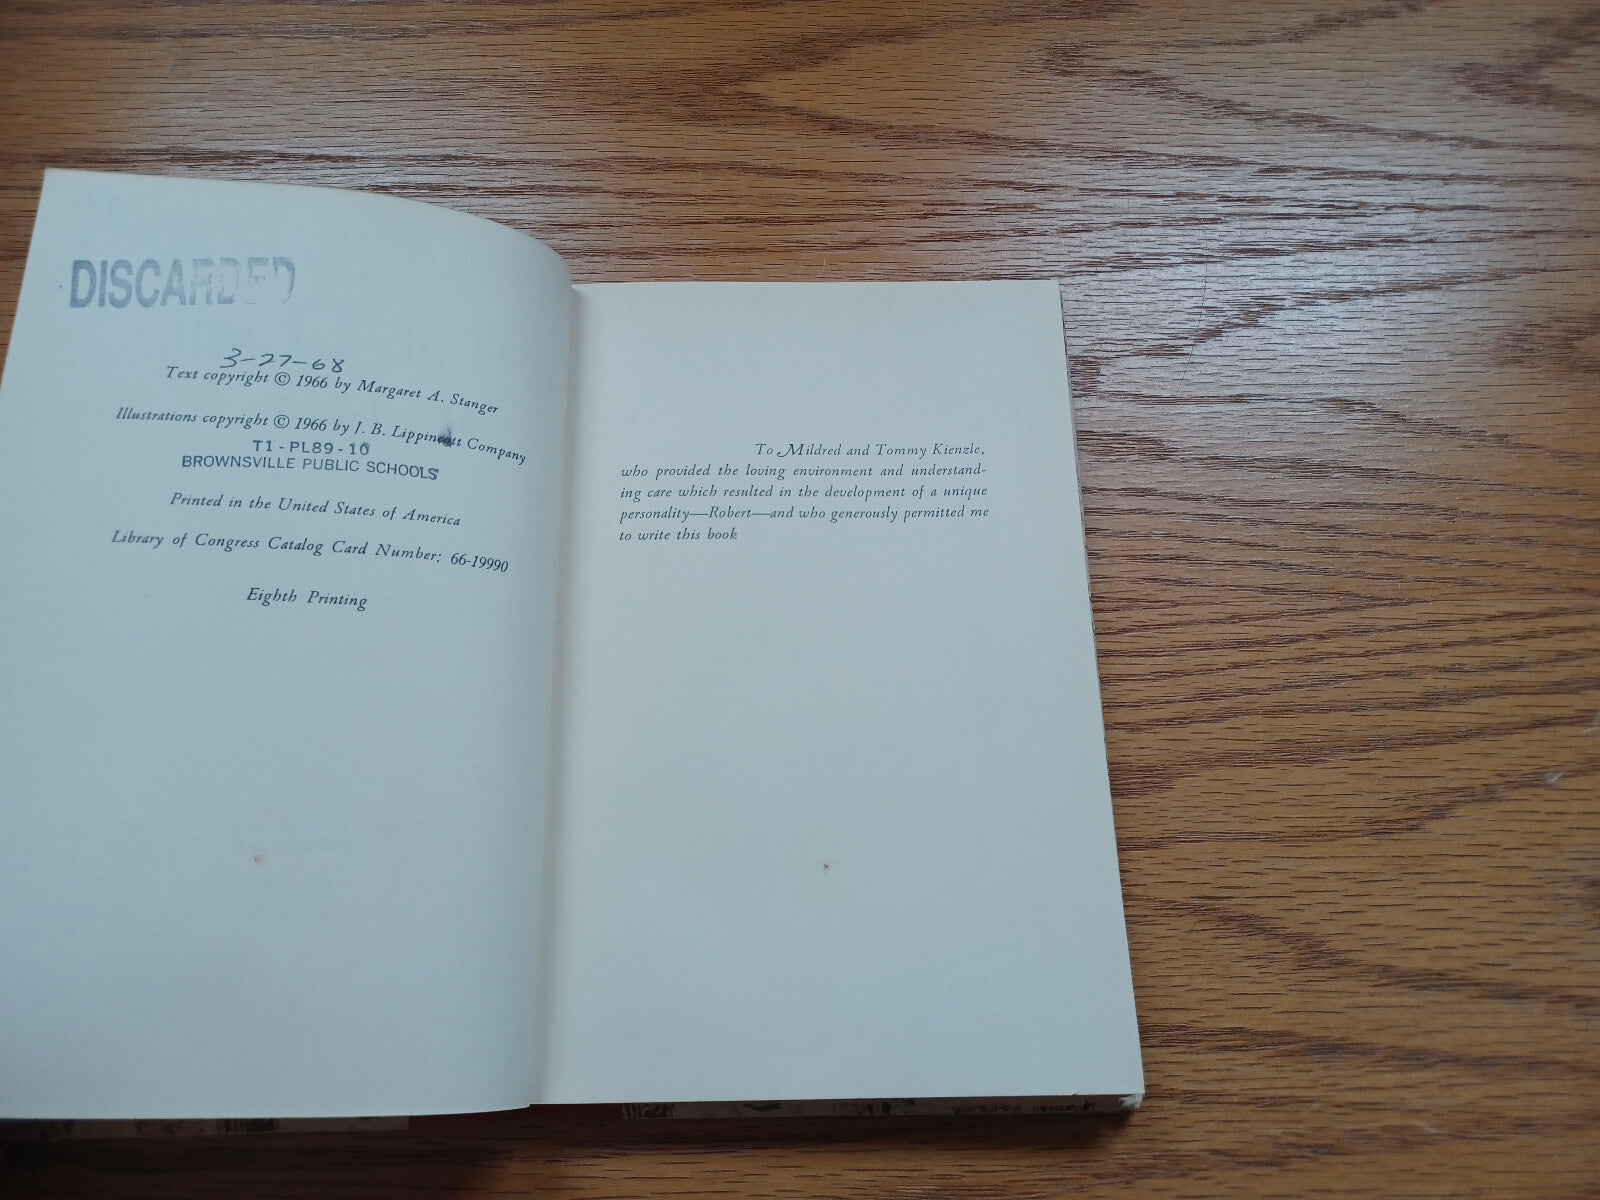 DISCARDED
3-27-68
Text copyright © 1966 by Margaret A. Stanger
Illustrations copyright © 1966 by J. B. Lippincott Company
T1 - PL89 - 10
BROWNSVILLE PUBLIC SCHOOLS
Printed in the United States of America
Library of Congress Catalog Card Number: 66-19990
Eighth Printing
To Mildred and Tommy Kienzle,
who provided the loving environment and understand-
ing care which resulted in the development of a unique
personality—Robert—and who generously permitted me
to write this book